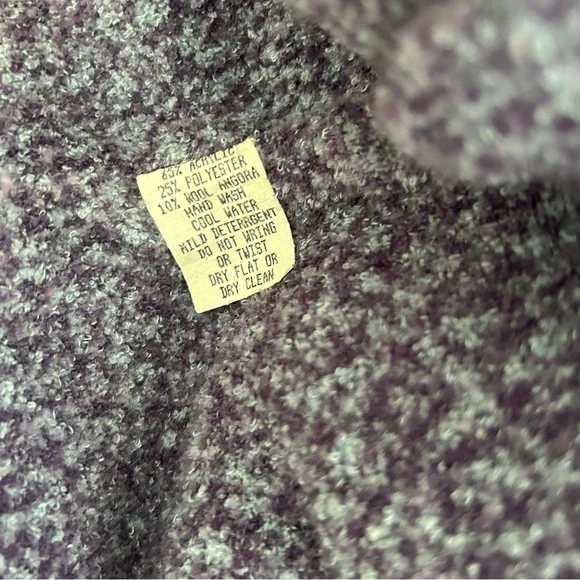 65% ACRYLIC
25% POLYESTER
10% WOOL ANGORA
HAND WASH
COOL WATER
MILD DETERGENT
DO NOT WRING
OR TWIST
DRY FLAT OR
DRY CLEAN